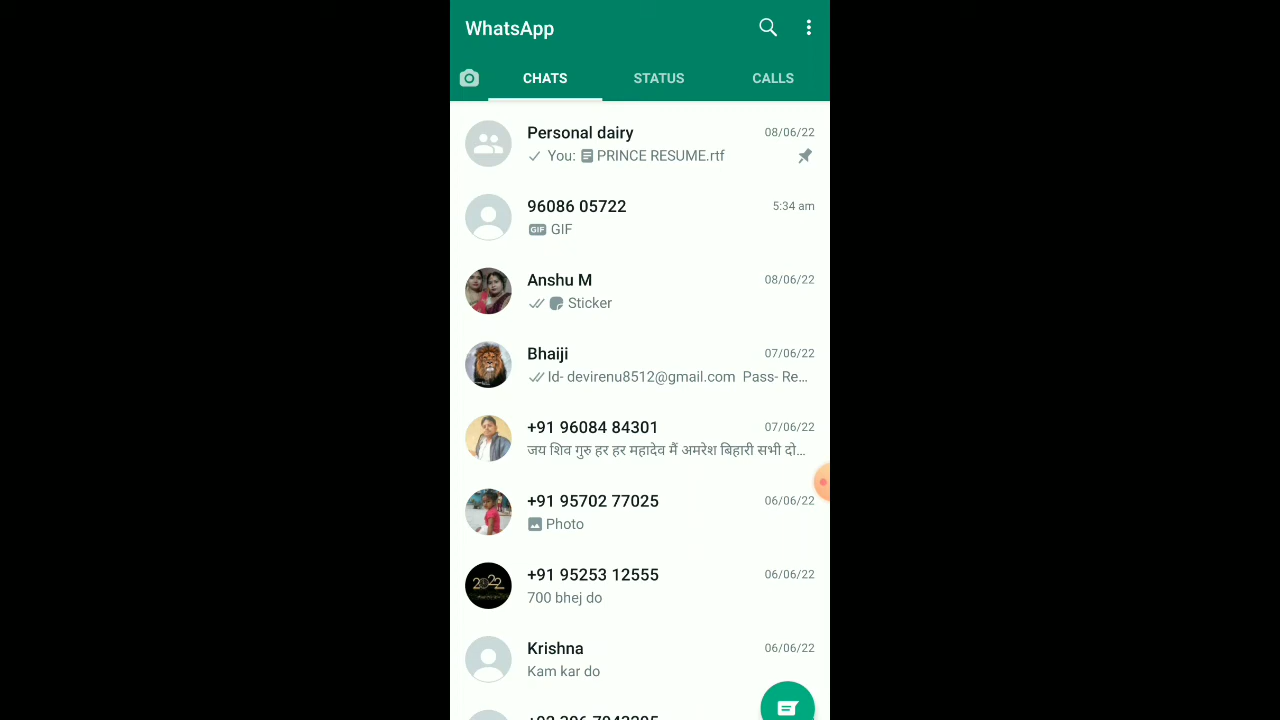 WhatsApp
CHATS STATUS CALLS
Personal dairy 08/06/22
You: PRINCE RESUME.rtf
96086 05722 5:34 am
GIF GIF
Anshu M 08/06/22
Sticker
Bhaiji 07/06/22
Id- devirenu8512@gmail.com Pass- Re...
+91 96084 84301 07/06/22
जय शिव गुरु हर हर महादेव मैं अमरेश बिहारी सभी दो...
+91 95702 77025 06/06/22
Photo
2022
+91 95253 12555 06/06/22
700 bhej do
Krishna 06/06/22
Kam kar do